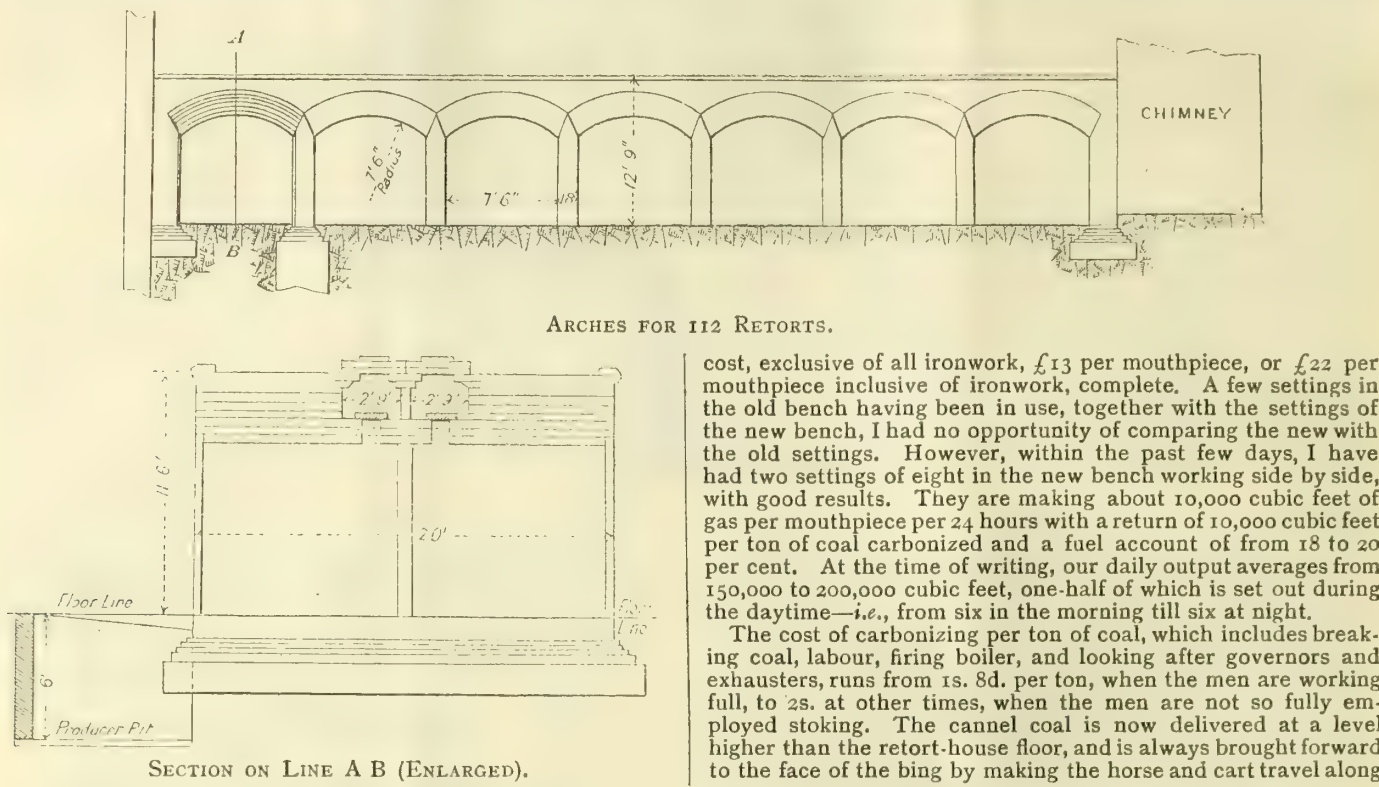 A
CHIMNEY
7' 6"
Radius
7' 6"
18"
12' 9"
B
ARCHES FOR 112 RETORTS.
2' 9"
2' 9"
11' 6"
20'
Floor Line
Floor
Line
6'
Producer Pit
SECTION ON LINE A B (ENLARGED).
cost, exclusive of all ironwork, £13 per mouthpiece, or £22 per
mouthpiece inclusive of ironwork, complete. A few settings in
the old bench having been in use, together with the settings of
the new bench, I had no opportunity of comparing the new with
the old settings. However, within the past few days, I have
had two settings of eight in the new bench working side by side,
with good results. They are making about 10,000 cubic feet of
gas per mouthpiece per 24 hours with a return of 10,000 cubic feet
per ton of coal carbonized and a fuel account of from 18 to 20
per cent. At the time of writing, our daily output averages from
150,000 to 200,000 cubic feet, one-half of which is set out during
the daytime—i.e., from six in the morning till six at night.
The cost of carbonizing per ton of coal, which includes break-
ing coal, labour, firing boiler, and looking after governors and
exhausters, runs from 1s. 8d. per ton, when the men are working
full, to 2s. at other times, when the men are not so fully em-
ployed stoking. The cannel coal is now delivered at a level
higher than the retort-house floor, and is always brought forward
to the face of the bing by making the horse and cart travel along